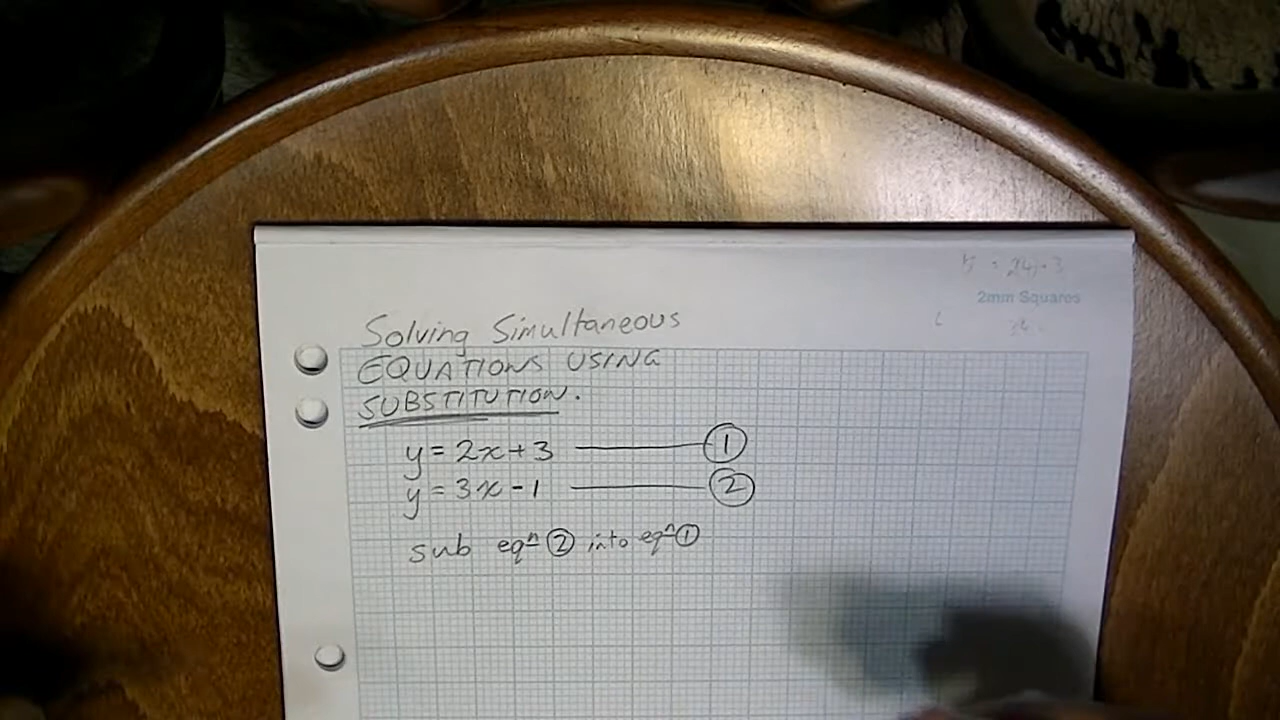 2mm Squares
Solving Simultaneous
EQUATIONS USING
SUBSTITUTION.
y = 2x + 3 ——— ①
y = 3x - 1 ——— ②
sub eqⁿ ② into eqⁿ ①